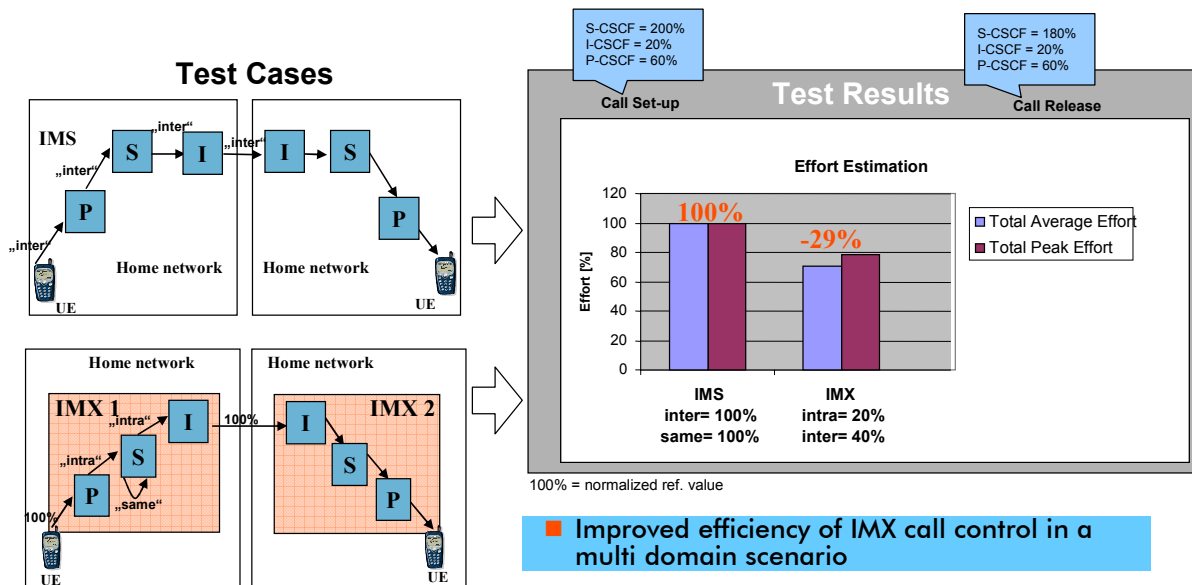 S-CSCF = 200%
I-CSCF = 20%
P-CSCF = 60%
S-CSCF = 180%
I-CSCF = 20%
P-CSCF = 60%
Test Cases
Test Results
Call Set-up
Call Release
IMS
„inter“
„inter“
„inter“
„inter“
S
I
I
S
P
P
Home network
Home network
UE
UE
Effort Estimation
Effort [%]
120
100
80
60
40
20
0
100%
-29%
Total Average Effort
Total Peak Effort
IMS
inter= 100%
same= 100%
IMX
intra= 20%
inter= 40%
Home network
Home network
IMX 1
IMX 2
„intra“
„intra“
„same“
100%
100%
I
S
P
I
S
P
UE
UE
100% = normalized ref. value
Improved efficiency of IMX call control in a
multi domain scenario